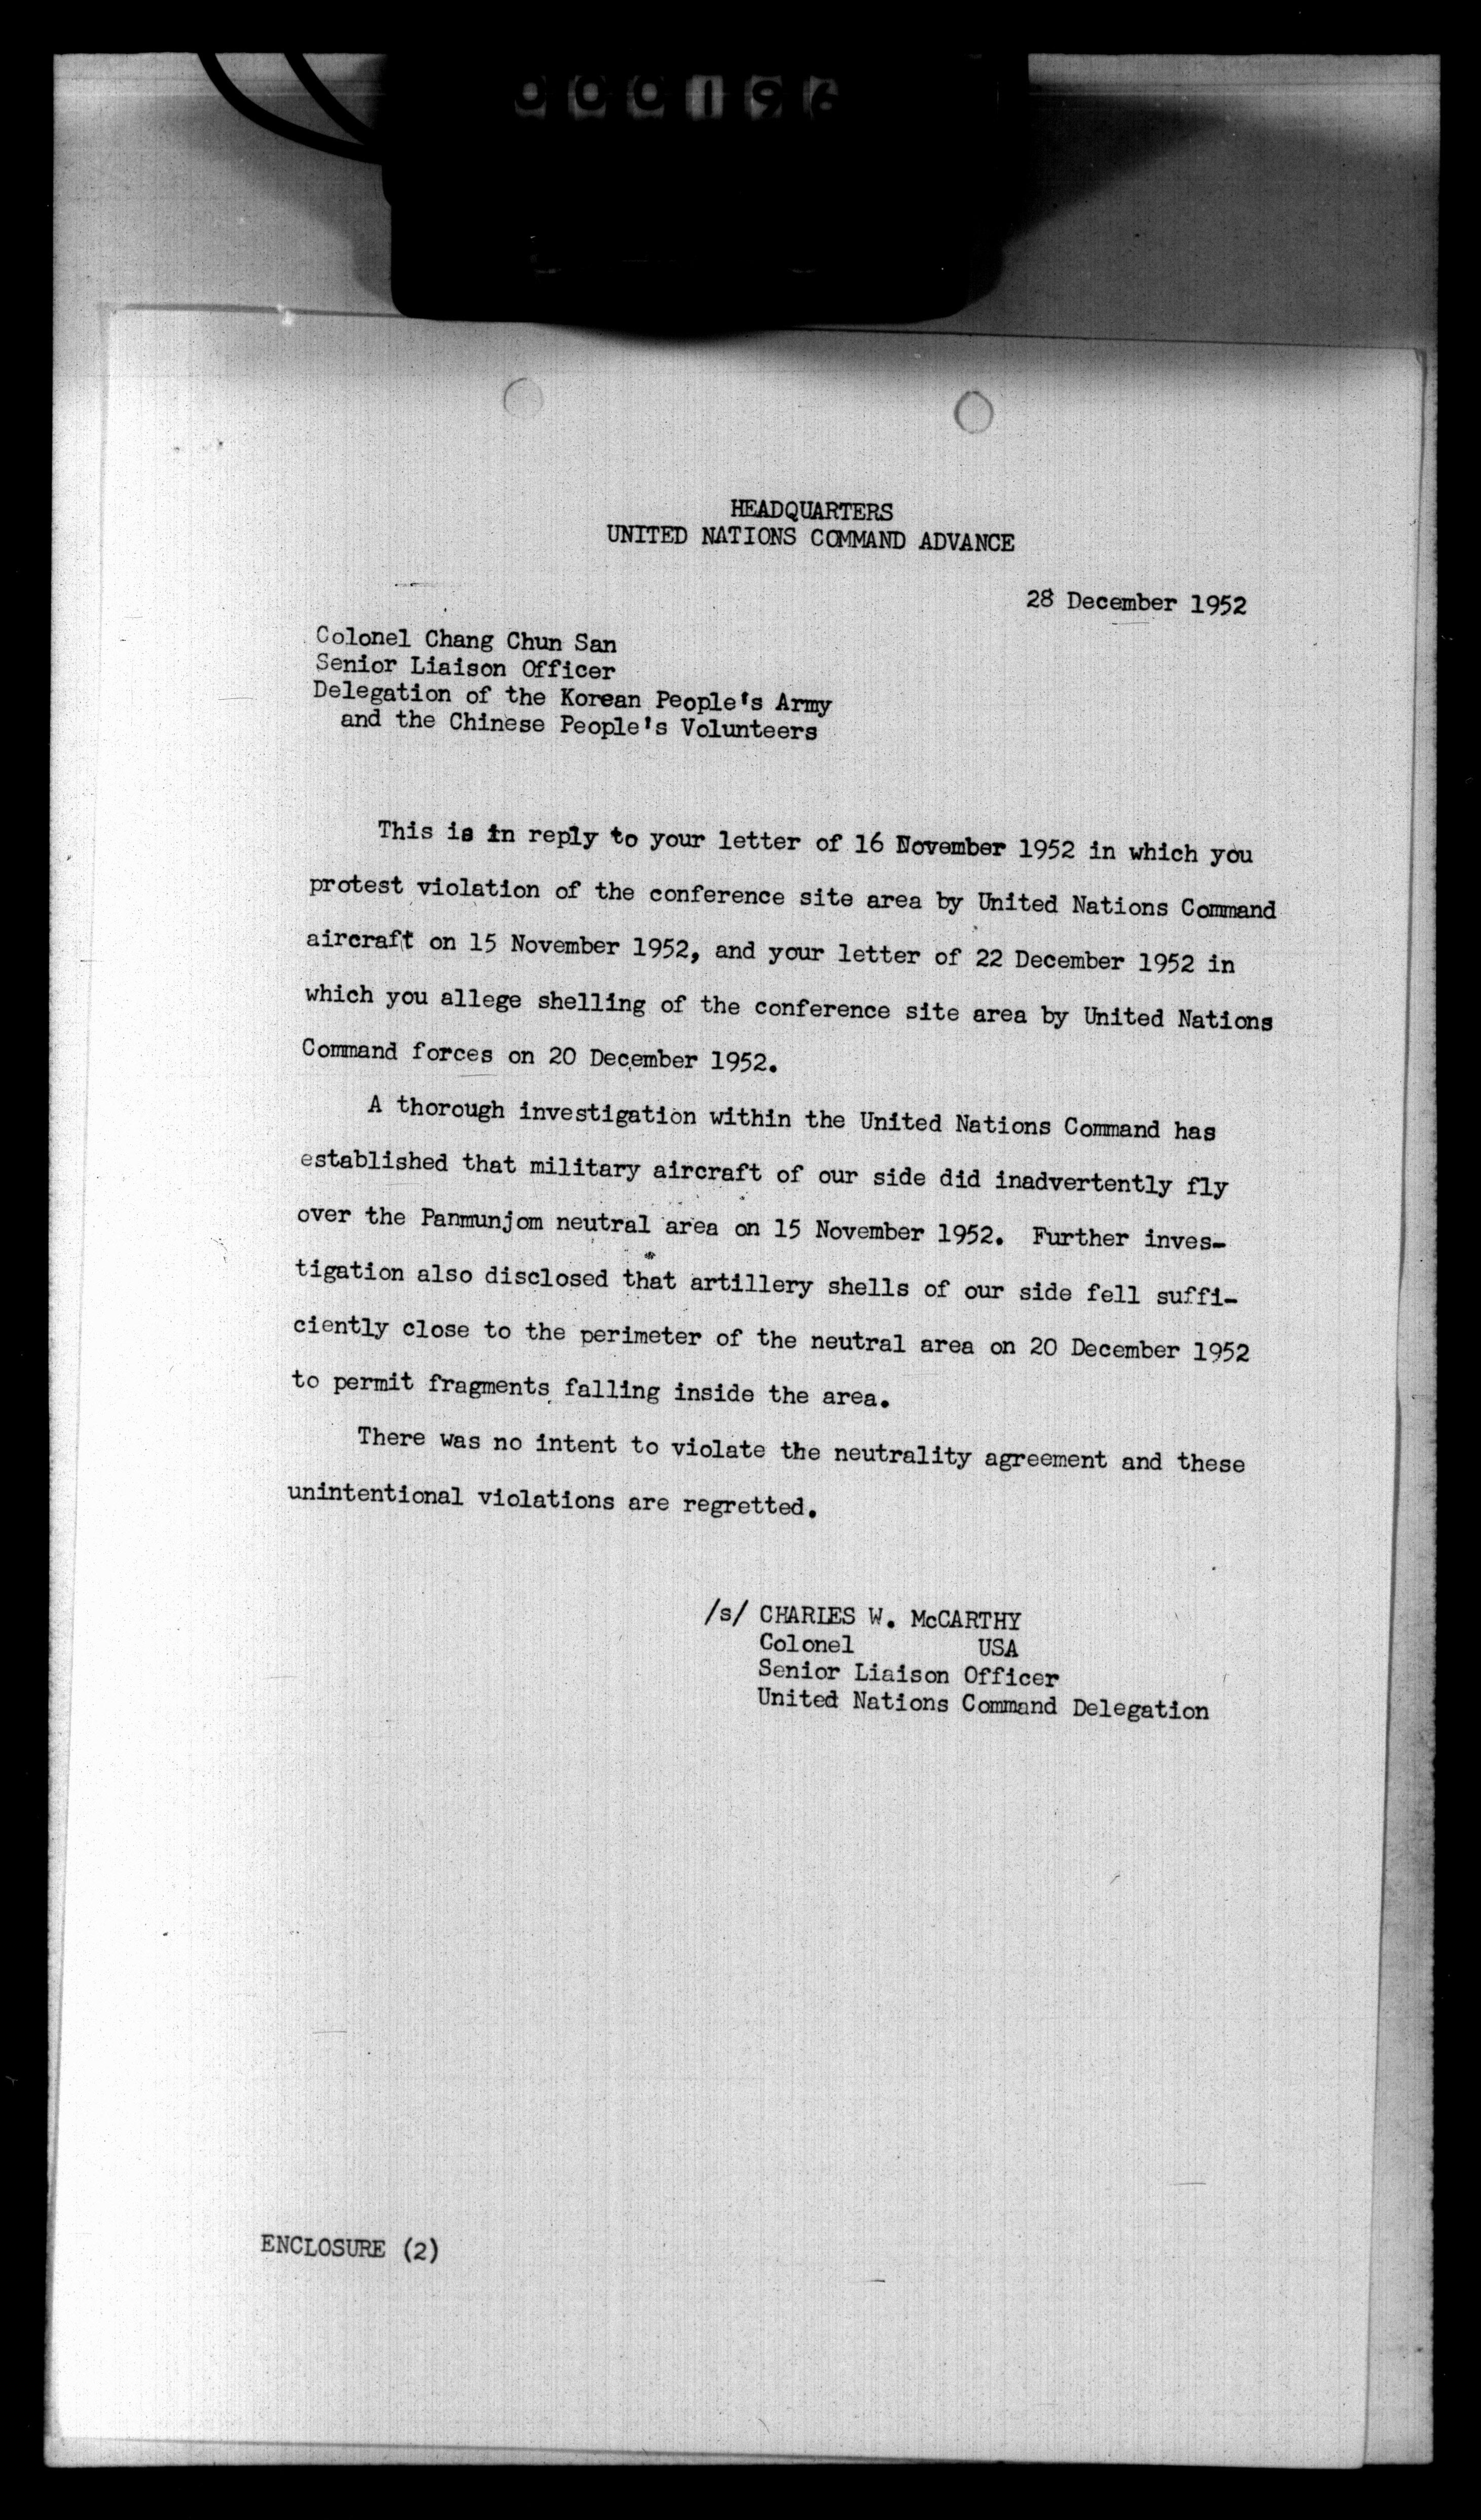 HEADQUARTERS
UNITED NATIONS COMMAND ADVANCE
28 December 1952
Colonel Chang Chun San
Senior Liaison Officer
Delegation of the Korean People's Army
and the Chinese People's Volunteers
This is in reply to your letter of 16 November 1952 in which you
protest violation of the conference site area by United Nations Command
aircraft on 15 November 1952, and your letter of 22 December 1952 in
which you allege shelling of the conference site area by United Nations
Command forces on 20 December 1952.
A thorough investigation within the United Nations Command has
established that military aircraft of our side did inadvertently fly
over the Panmunjom neutral area on 15 November 1952. Further inves-
tigation also disclosed that artillery shells of our side fell suffi-
ciently close to the perimeter of the neutral area on 20 December 1952
to permit fragments falling inside the area.
There was no intent to violate the neutrality agreement and these
unintentional violations are regretted.
/s/ CHARLES W. McCARTHY
Colonel USA
Senior Liaison Officer
United Nations Command Delegation
ENCLOSURE (2)